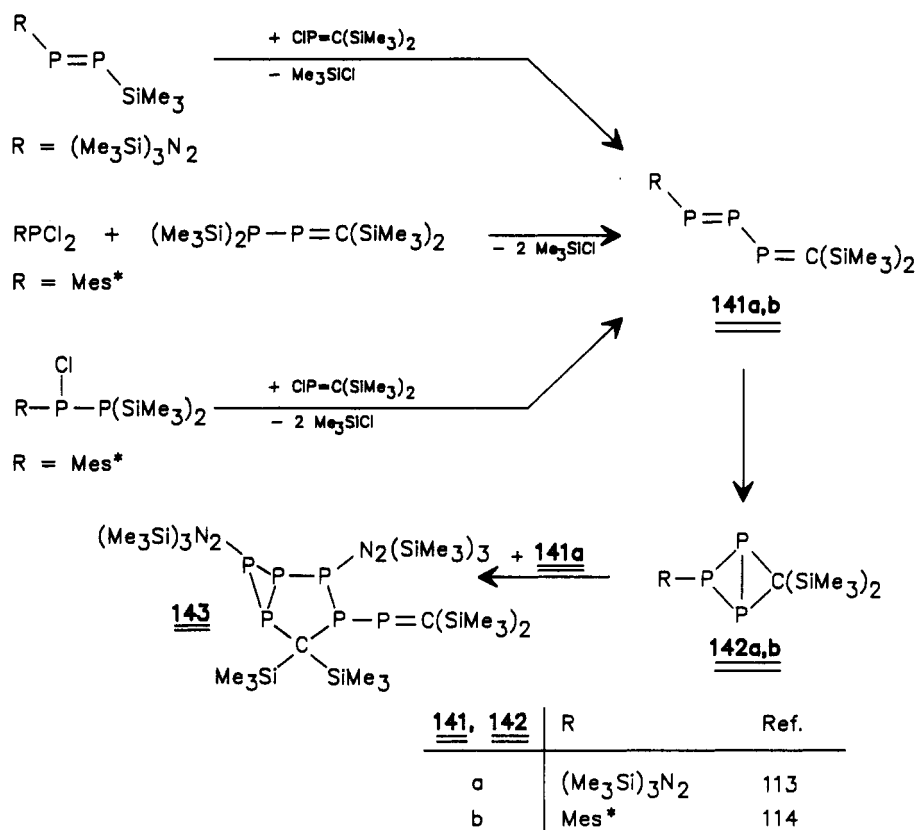 R
P=P
SiMe3
R = (Me3Si)3N2
+ ClP=C(SiMe3)2
− Me3SiCl
RPCl2 + (Me3Si)2P—P=C(SiMe3)2
− 2 Me3SiCl
R = Mes*
R
P=P
P=C(SiMe3)2
141a,b
Cl
R—P—P(SiMe3)2
+ ClP=C(SiMe3)2
− 2 Me3SiCl
R = Mes*
(Me3Si)3N2
N2(SiMe3)3
P P P
P P—P=C(SiMe3)2
C
Me3Si SiMe3
143
+ 141a
P
R—P C(SiMe3)2
P
142a,b
141, 142 R Ref.
a (Me3Si)3N2 113
b Mes* 114